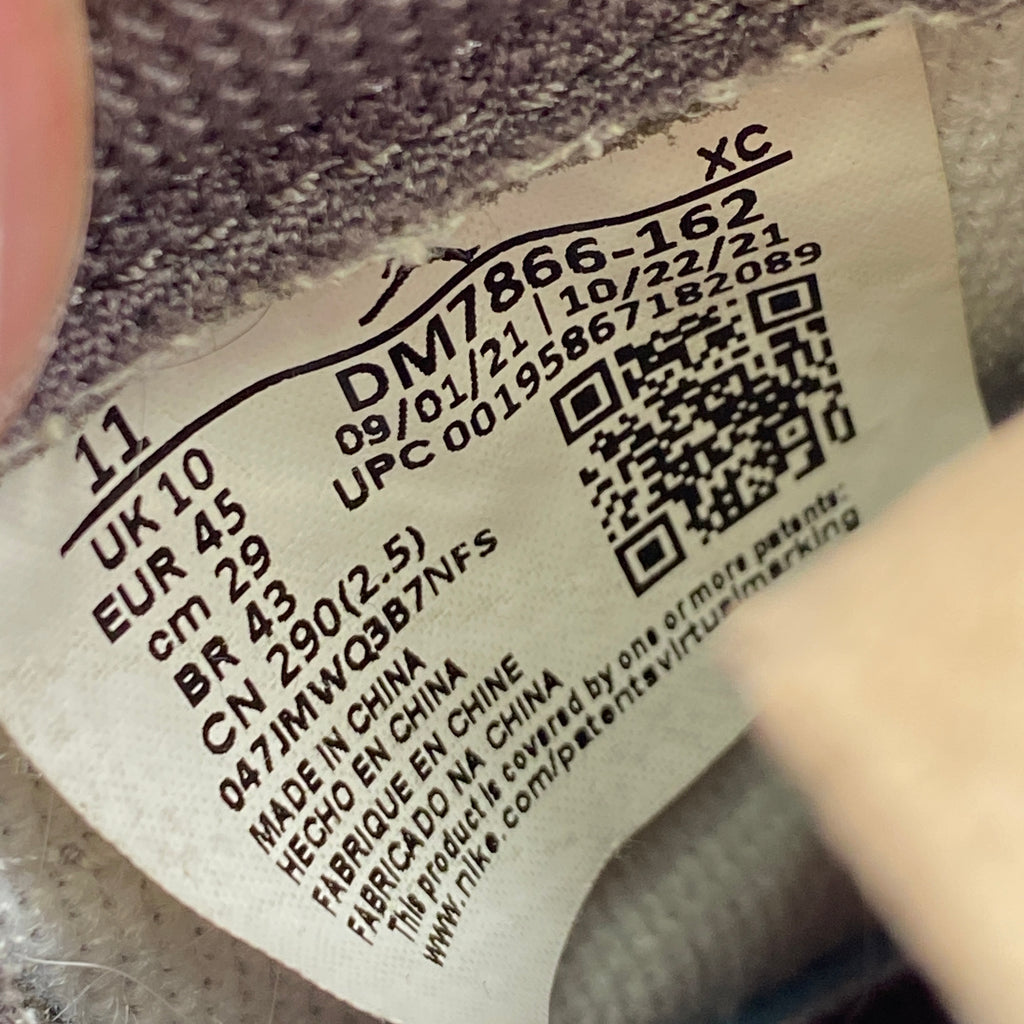 11
XC
UK 10
EUR 45
cm 29
BR 43
CN 290(2.5)
047JMWQ3B7NFS
DM7866-162
09/01/21 | 10/22/21
UPC 00195867182089
MADE IN CHINA
HECHO EN CHINA
FABRIQUE EN CHINE
FABRICADO NA CHINA
This product is covered by one or more patents:
www.nike.com/patentsvirtualmarking